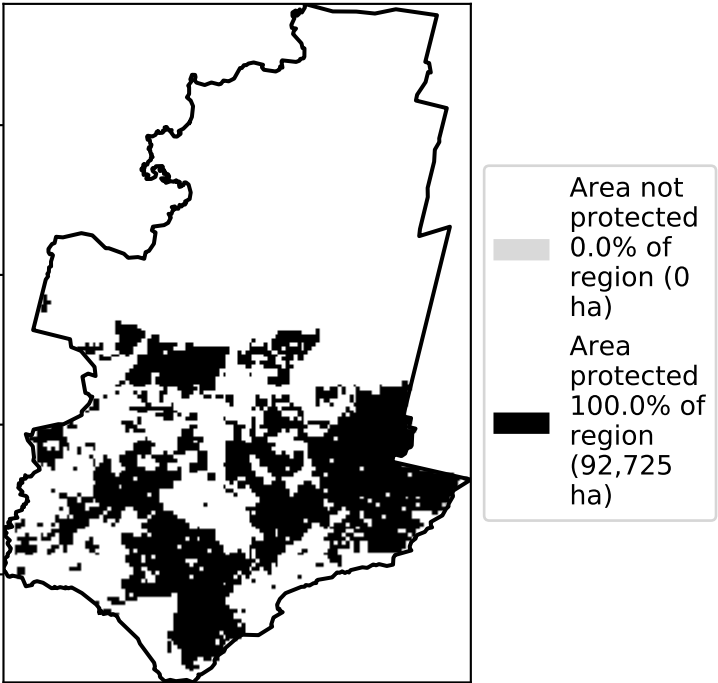 Area not
protected
0.0% of
region (0
ha)
Area
protected
100.0% of
region
(92,725
ha)